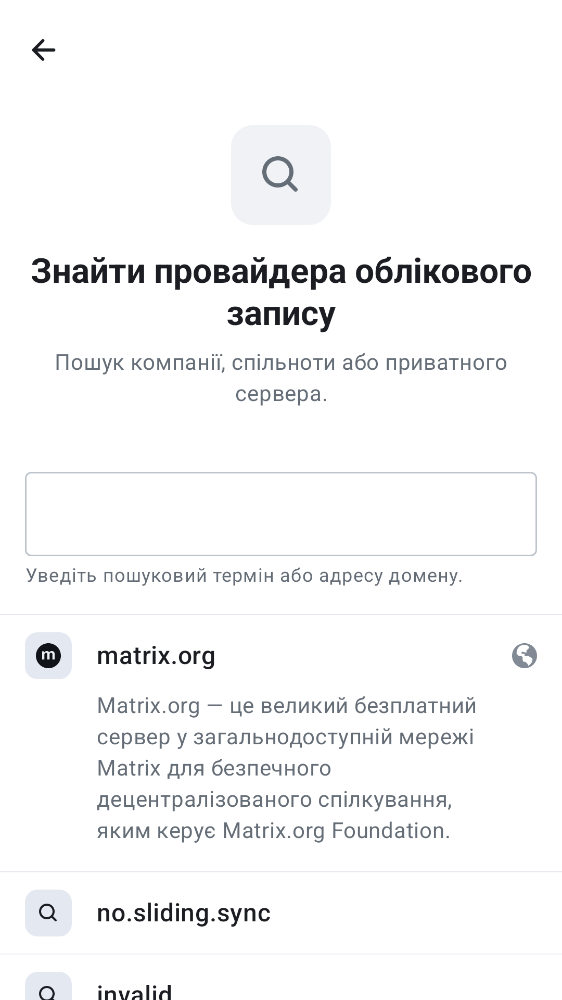 Знайти провайдера облікового
запису
Пошук компанії, спільноти або приватного
сервера.
Уведіть пошуковий термін або адресу домену.
m
matrix.org
Matrix.org — це великий безплатний
сервер у загальнодоступній мережі
Matrix для безпечного
децентралізованого спілкування,
яким керує Matrix.org Foundation.
no.sliding.sync
invalid